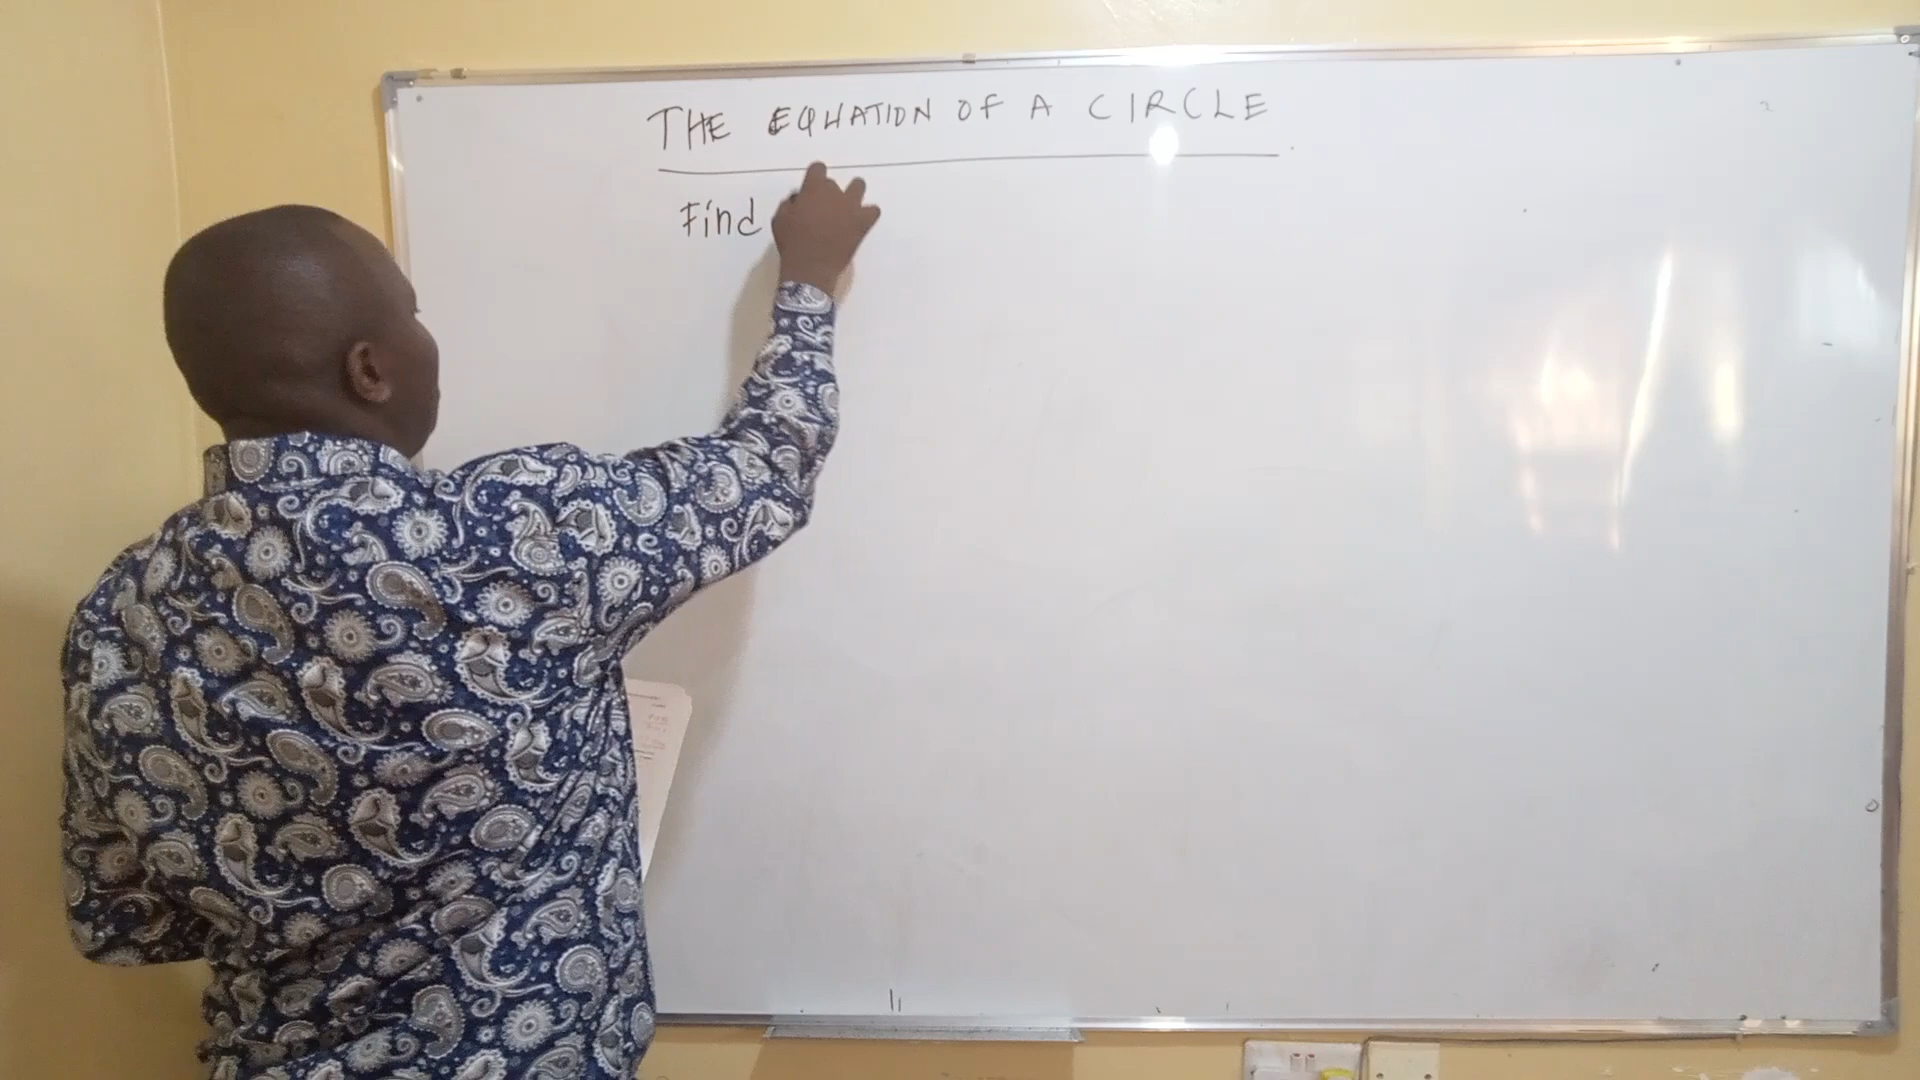 THE EQUATION OF A CIRCLE
Find